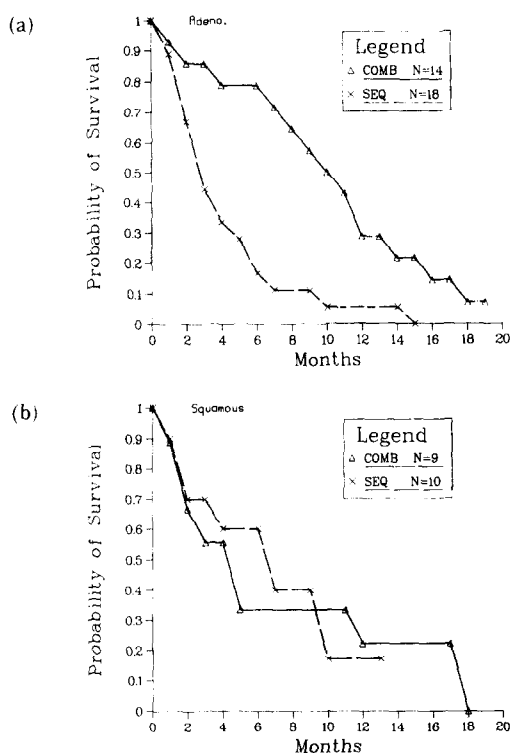 (a)
Adeno.
Legend
COMB N=14
SEQ N=18
Probability of Survival
1
0.9
0.8
0.7
0.6
0.5
0.4
0.3
0.2
0.1
0
0 2 4 6 8 10 12 14 16 18 20
Months
(b)
Squamous
Legend
COMB N=9
SEQ N=10
Probability of Survival
1
0.9
0.8
0.7
0.6
0.5
0.4
0.3
0.2
0.1
0
0 2 4 6 8 10 12 14 16 18 20
Months